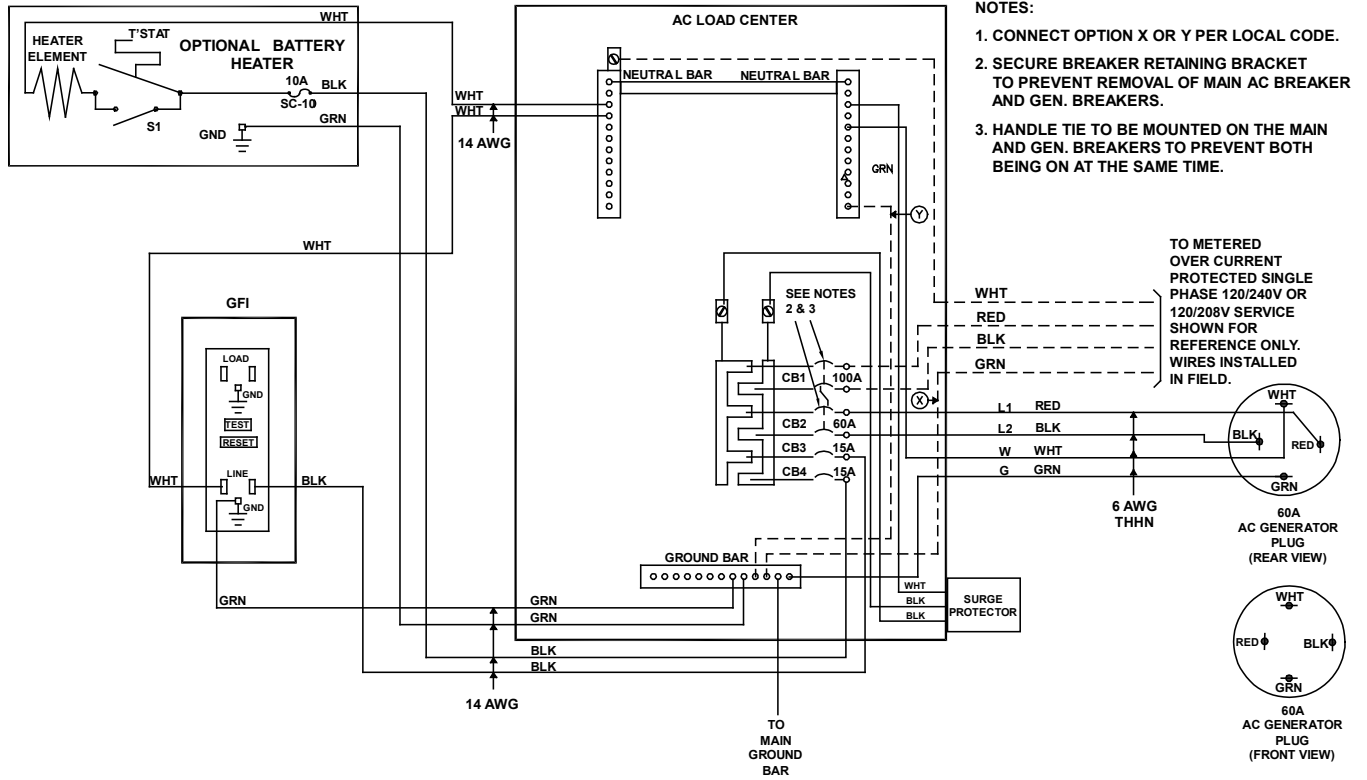 WHT
HEATER
ELEMENT
T'STAT
OPTIONAL BATTERY
HEATER
10A
SC-10
BLK
GRN
S1
GND
WHT
WHT
14 AWG
WHT
AC LOAD CENTER
NEUTRAL BAR
NEUTRAL BAR
GRN
Y
NOTES:
1. CONNECT OPTION X OR Y PER LOCAL CODE.
2. SECURE BREAKER RETAINING BRACKET
TO PREVENT REMOVAL OF MAIN AC BREAKER
AND GEN. BREAKERS.
3. HANDLE TIE TO BE MOUNTED ON THE MAIN
AND GEN. BREAKERS TO PREVENT BOTH
BEING ON AT THE SAME TIME.
SEE NOTES
2 & 3
CB1 100A
CB2 60A
CB3 15A
CB4 15A
WHT
RED
BLK
GRN
X
TO METERED
OVER CURRENT
PROTECTED SINGLE
PHASE 120/240V OR
120/208V SERVICE
SHOWN FOR
REFERENCE ONLY.
WIRES INSTALLED
IN FIELD.
L1 RED
L2 BLK
W WHT
G GRN
6 AWG
THHN
WHT
BLK
RED
GRN
60A
AC GENERATOR
PLUG
(REAR VIEW)
WHT
RED
BLK
GRN
60A
AC GENERATOR
PLUG
(FRONT VIEW)
GFI
LOAD
GND
TEST
RESET
LINE
GND
WHT
BLK
GROUND BAR
WHT
BLK
BLK
SURGE
PROTECTOR
GRN
GRN
GRN
BLK
BLK
14 AWG
TO
MAIN
GROUND
BAR